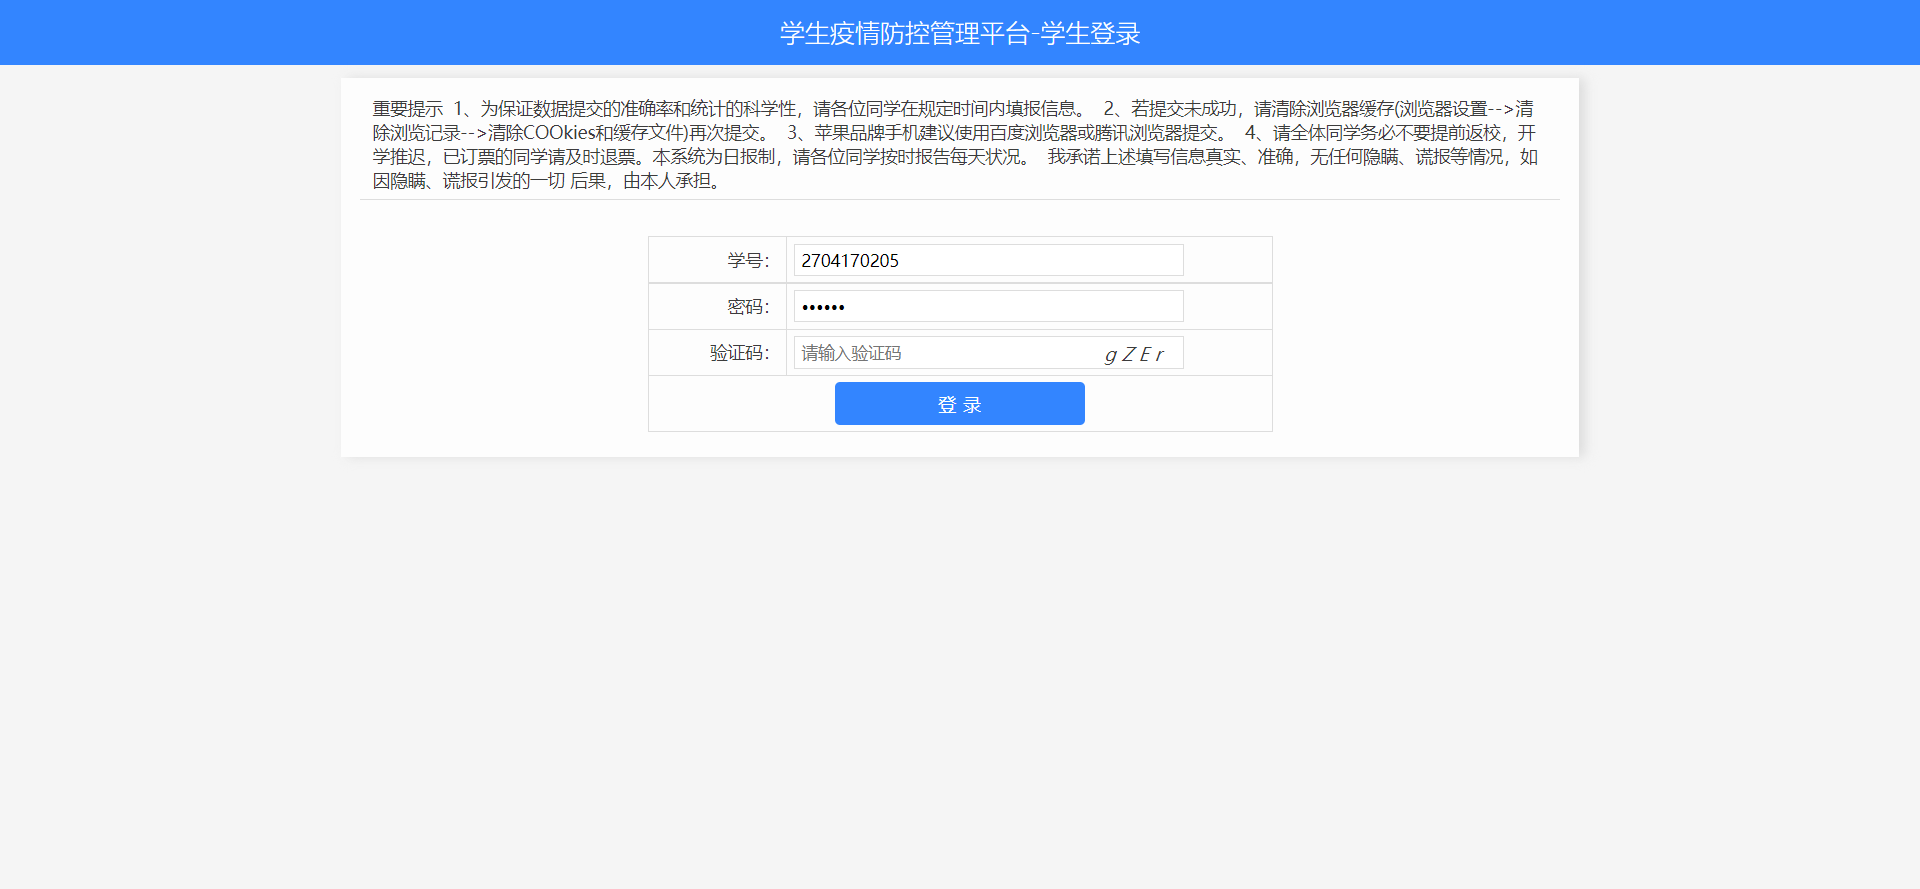 学生疫情防控管理平台-学生登录
重要提示 1、为保证数据提交的准确率和统计的科学性，请各位同学在规定时间内填报信息。 2、若提交未成功，请清除浏览器缓存(浏览器设置-->清
除浏览记录-->清除COOkies和缓存文件)再次提交。 3、苹果品牌手机建议使用百度浏览器或腾讯浏览器提交。 4、请全体同学务必不要提前返校，开
学推迟，已订票的同学请及时退票。本系统为日报制，请各位同学按时报告每天状况。 我承诺上述填写信息真实、准确，无任何隐瞒、谎报等情况，如
因隐瞒、谎报引发的一切 后果，由本人承担。
学号： 2704170205
密码： ••••••
验证码： 请输入验证码 g Z E r
登 录